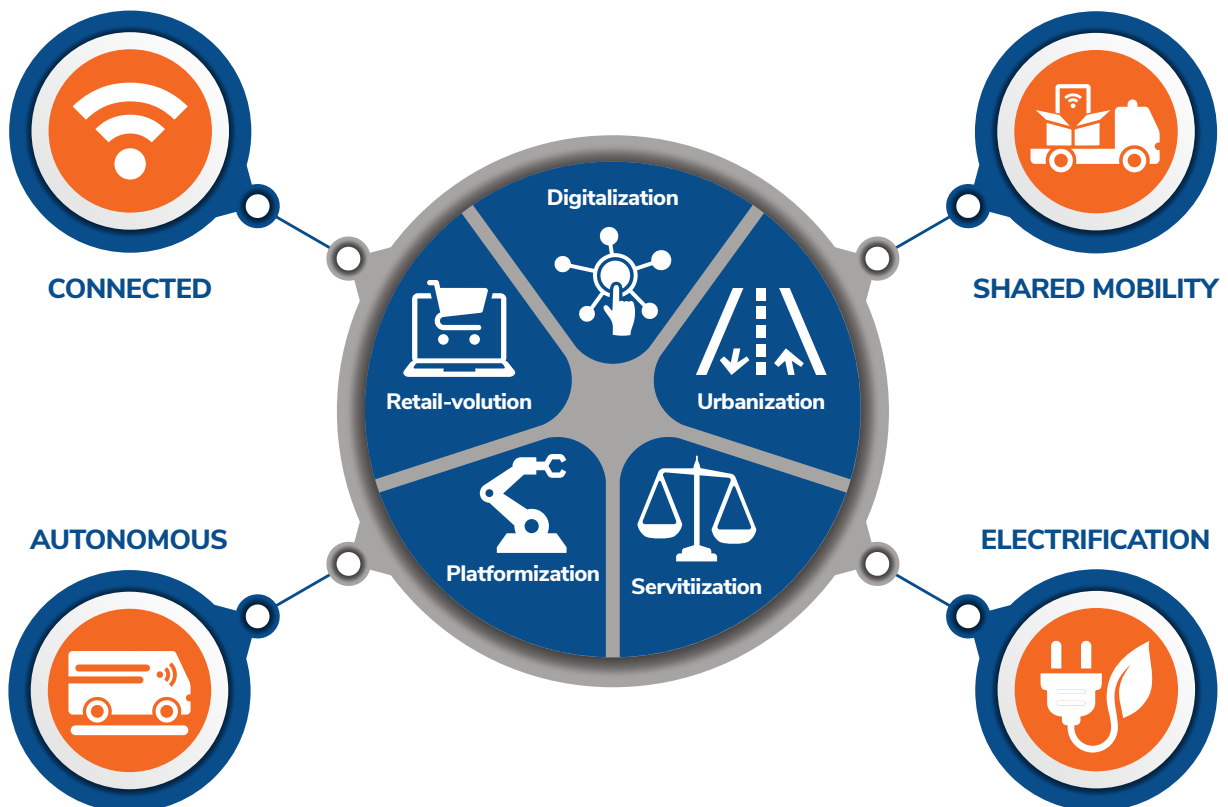 Digitalization
CONNECTED
SHARED MOBILITY
Retail-volution
Urbanization
AUTONOMOUS
ELECTRIFICATION
Platformization
Servitiization